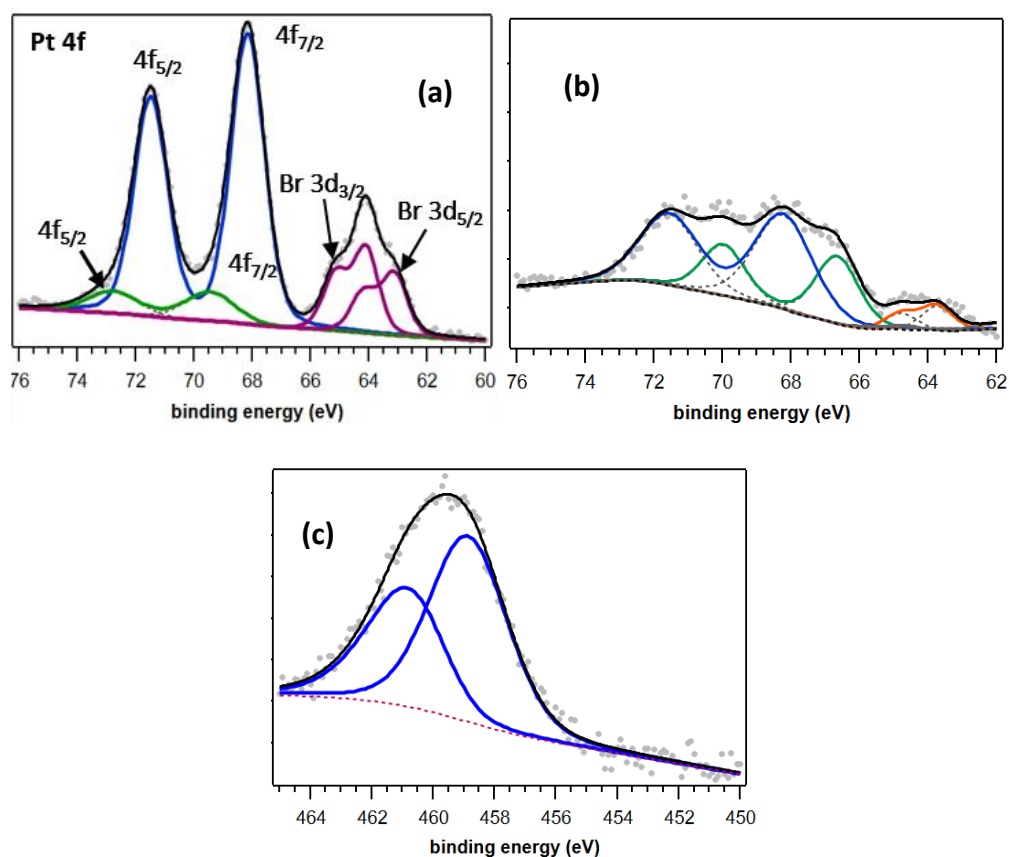 Pt 4f
4f5/2
4f7/2
(a)
Br 3d3/2
Br 3d5/2
4f5/2
4f7/2
76 74 72 70 68 66 64 62 60
binding energy (eV)
(b)
76 74 72 70 68 66 64 62
binding energy (eV)
(c)
464 462 460 458 456 454 452 450
binding energy (eV)